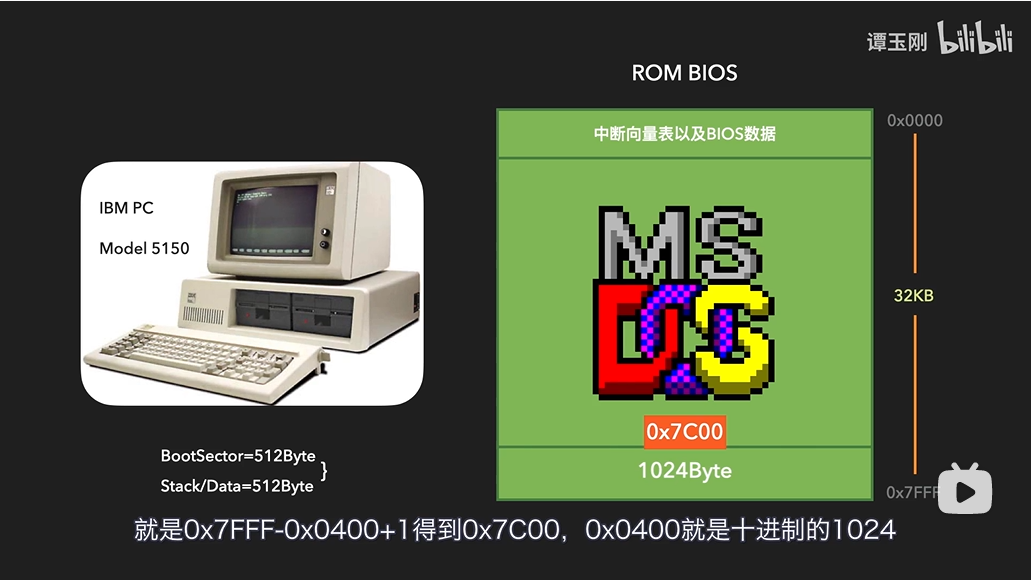 谭玉刚 bilibili
ROM BIOS
中断向量表以及BIOS数据
0x0000
IBM PC
Model 5150
MS
DOS
32KB
0x7C00
BootSector=512Byte
}
Stack/Data=512Byte
1024Byte
0x7FFF
就是0x7FFF-0x0400+1得到0x7C00，0x0400就是十进制的1024